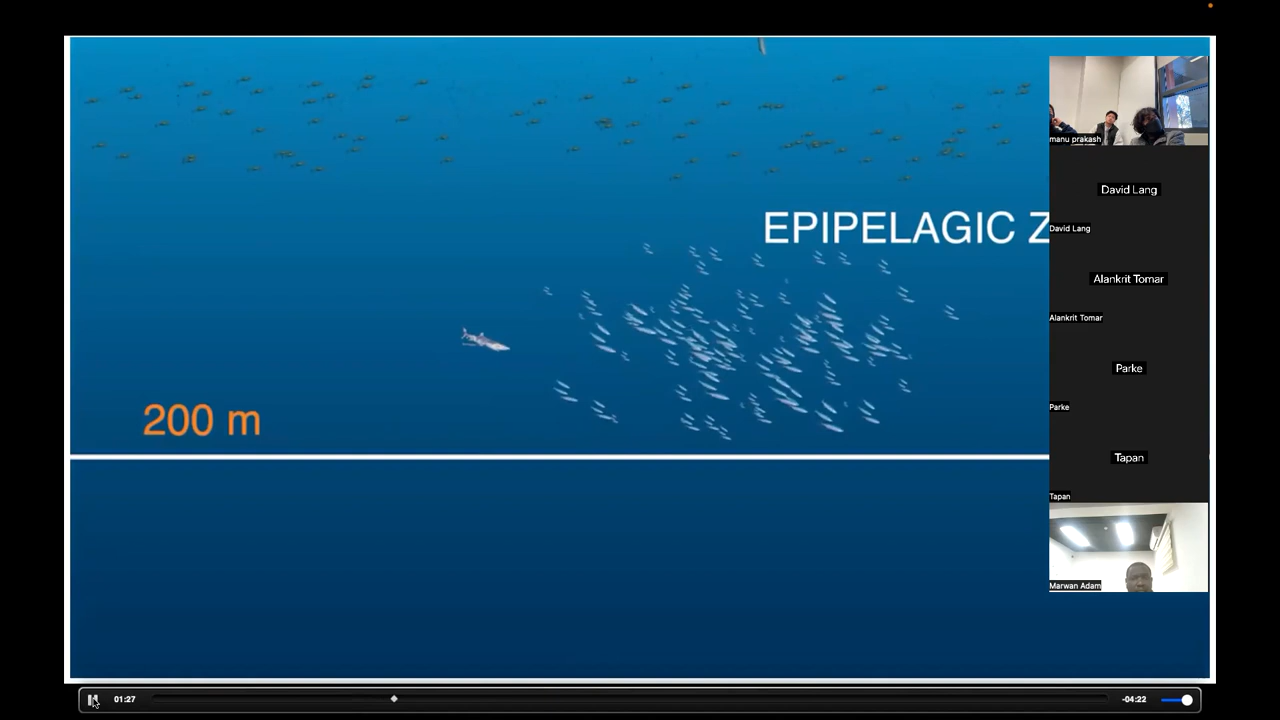 EPIPELAGIC Z
200 m
manu prakash
David Lang
David Lang
Alankrit Tomar
Alankrit Tomar
Parke
Parke
Tapan
Tapan
Marwan Adam
01:27
-04:22